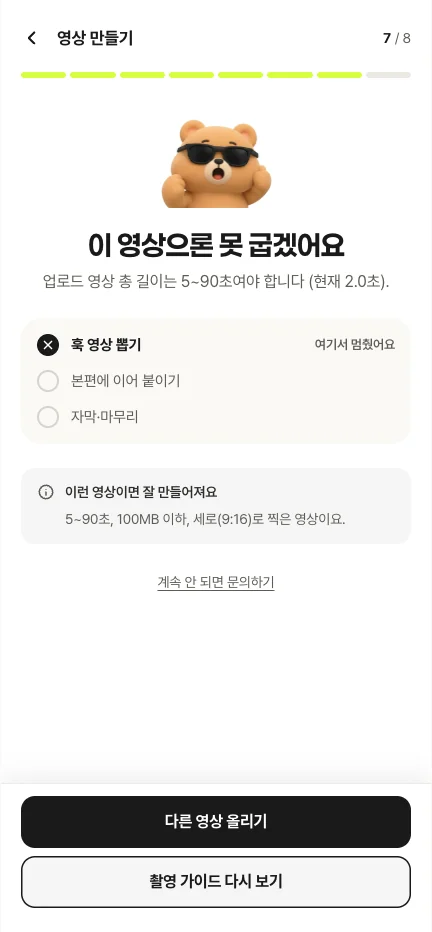 영상 만들기
7 / 8
이 영상으론 못 굽겠어요
업로드 영상 총 길이는 5~90초여야 합니다 (현재 2.0초).
훅 영상 뽑기
여기서 멈췄어요
본편에 이어 붙이기
자막·마무리
이런 영상이면 잘 만들어져요
5~90초, 100MB 이하, 세로(9:16)로 찍은 영상이요.
계속 안 되면 문의하기
다른 영상 올리기
촬영 가이드 다시 보기